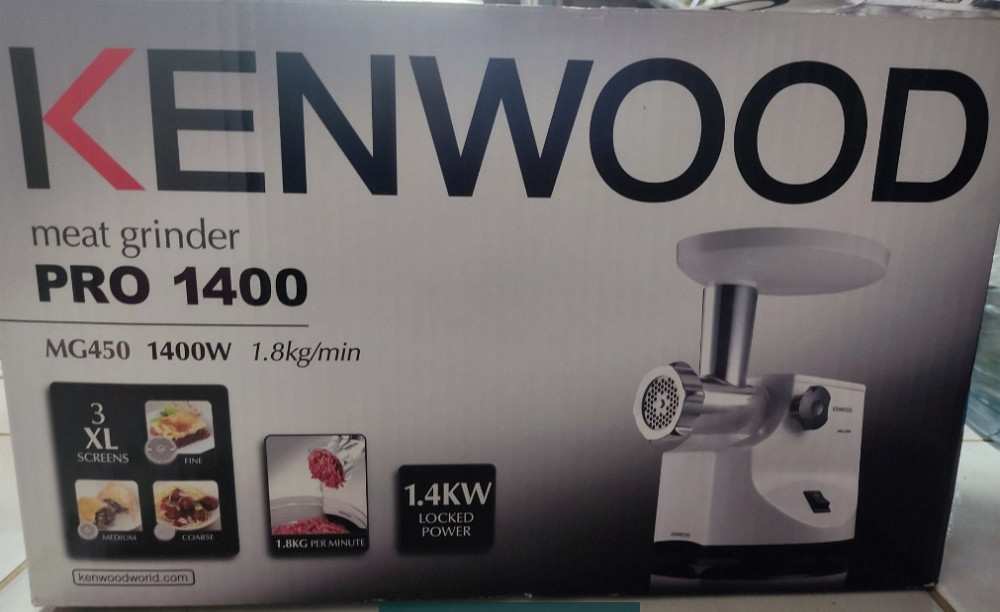 KENWOOD
meat grinder
PRO 1400
MG450 1400W 1.8kg/min
3
XL
SCREENS
FINE
MEDIUM
COARSE
1.8KG PER MINUTE
1.4KW
LOCKED
POWER
kenwoodworld.com
KENWOOD